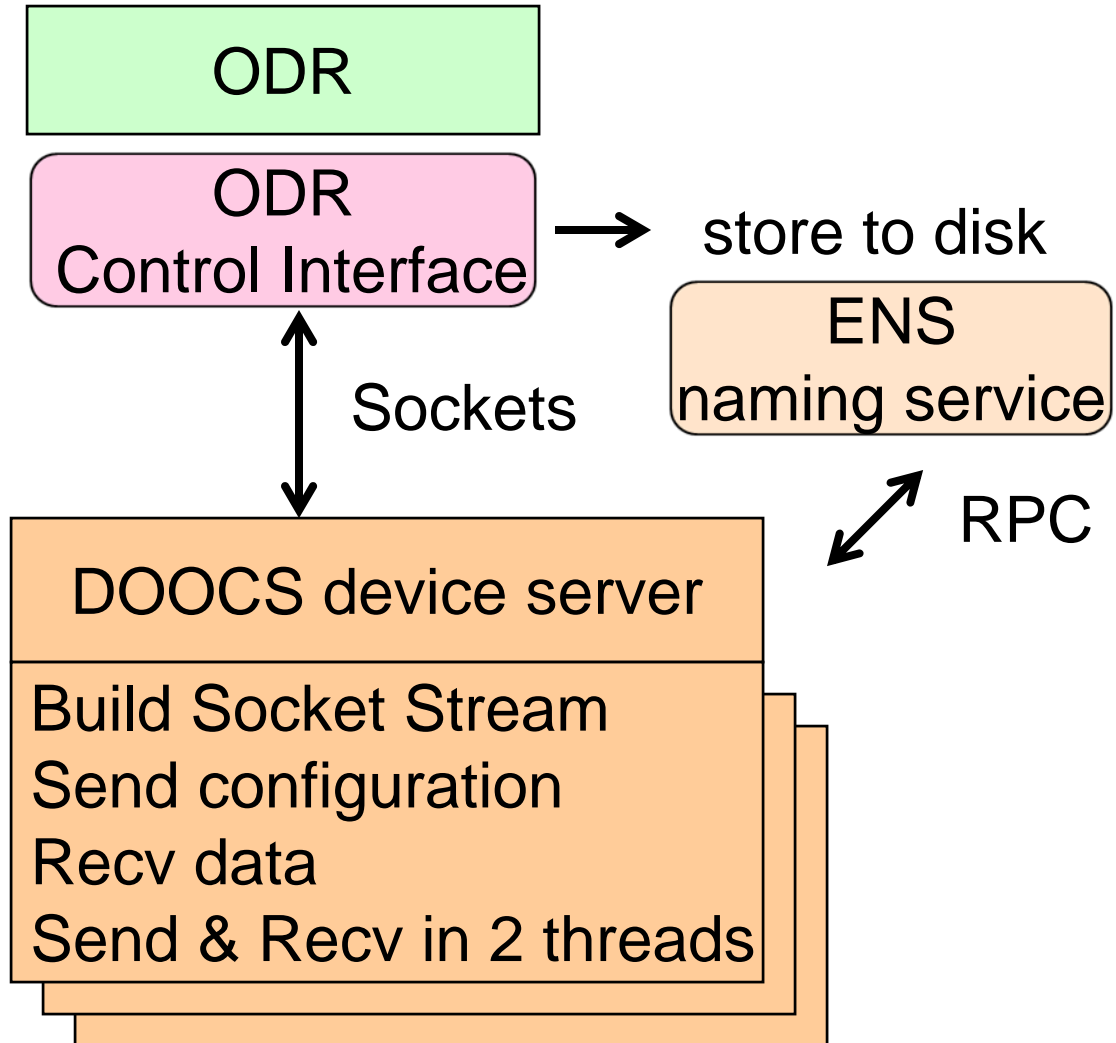 ODR
ODR
Control Interface
store to disk
ENS
naming service
Sockets
RPC
DOOCS device server
Build Socket Stream
Send configuration
Recv data
Send & Recv in 2 threads